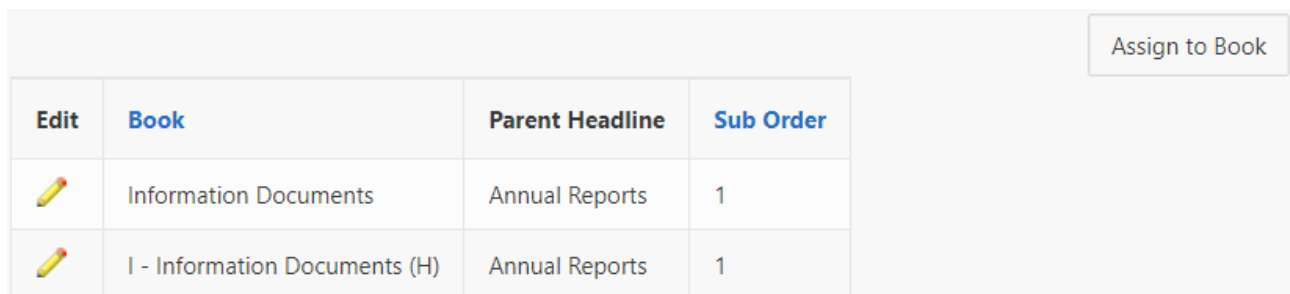 Assign to Book
Edit Book Parent Headline Sub Order
Information Documents Annual Reports 1
I - Information Documents (H) Annual Reports 1